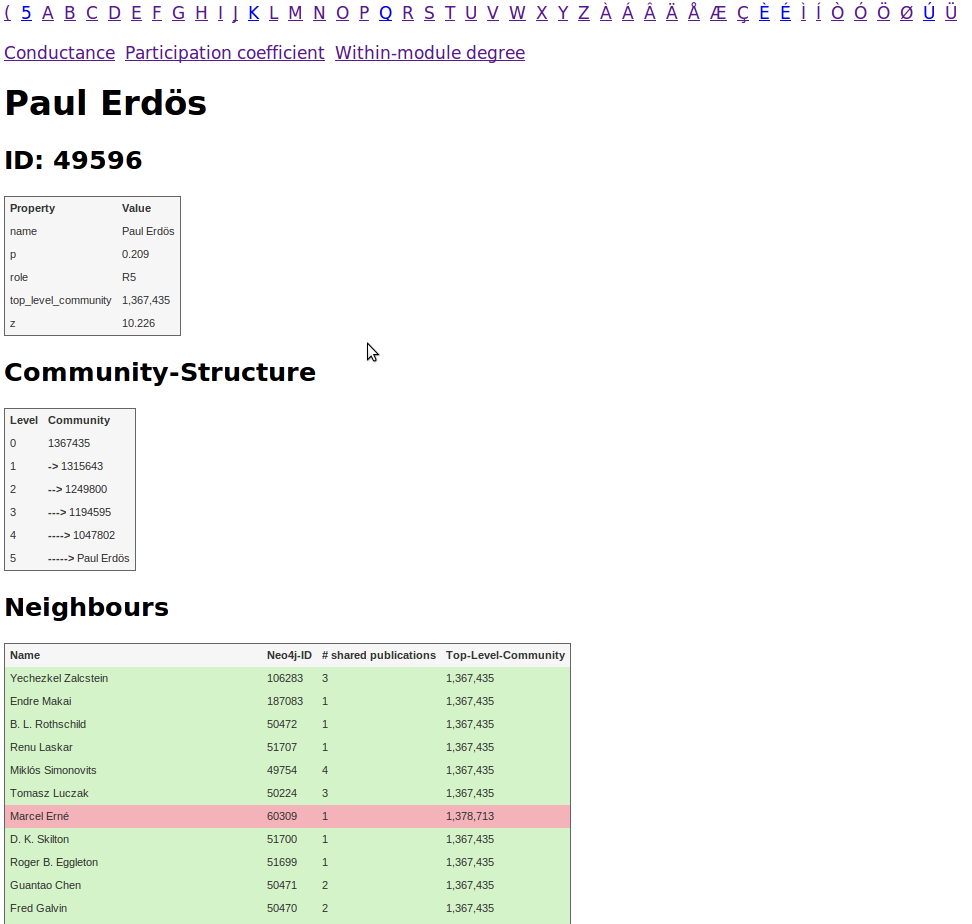 ( 5 A B C D E F G H I J K L M N O P Q R S T U V W X Y Z À Á Â Ä Å Æ Ç È É Ì Í Ò Ó Ö Ø Ú Ü
Conductance Participation coefficient Within-module degree
Paul Erdös
ID: 49596
Property Value
name Paul Erdös
p 0.209
role R5
top_level_community 1,367,435
z 10.226
Community-Structure
Level Community
0 1367435
1 -> 1315643
2 --> 1249800
3 ---> 1194595
4 ----> 1047802
5 -----> Paul Erdös
Neighbours
Name Neo4j-ID # shared publications Top-Level-Community
Yechezkel Zalcstein 106283 3 1,367,435
Endre Makai 187083 1 1,367,435
B. L. Rothschild 50472 1 1,367,435
Renu Laskar 51707 1 1,367,435
Miklós Simonovits 49754 4 1,367,435
Tomasz Luczak 50224 3 1,367,435
Marcel Erné 60309 1 1,378,713
D. K. Skilton 51700 1 1,367,435
Roger B. Eggleton 51699 1 1,367,435
Guantao Chen 50471 2 1,367,435
Fred Galvin 50470 2 1,367,435